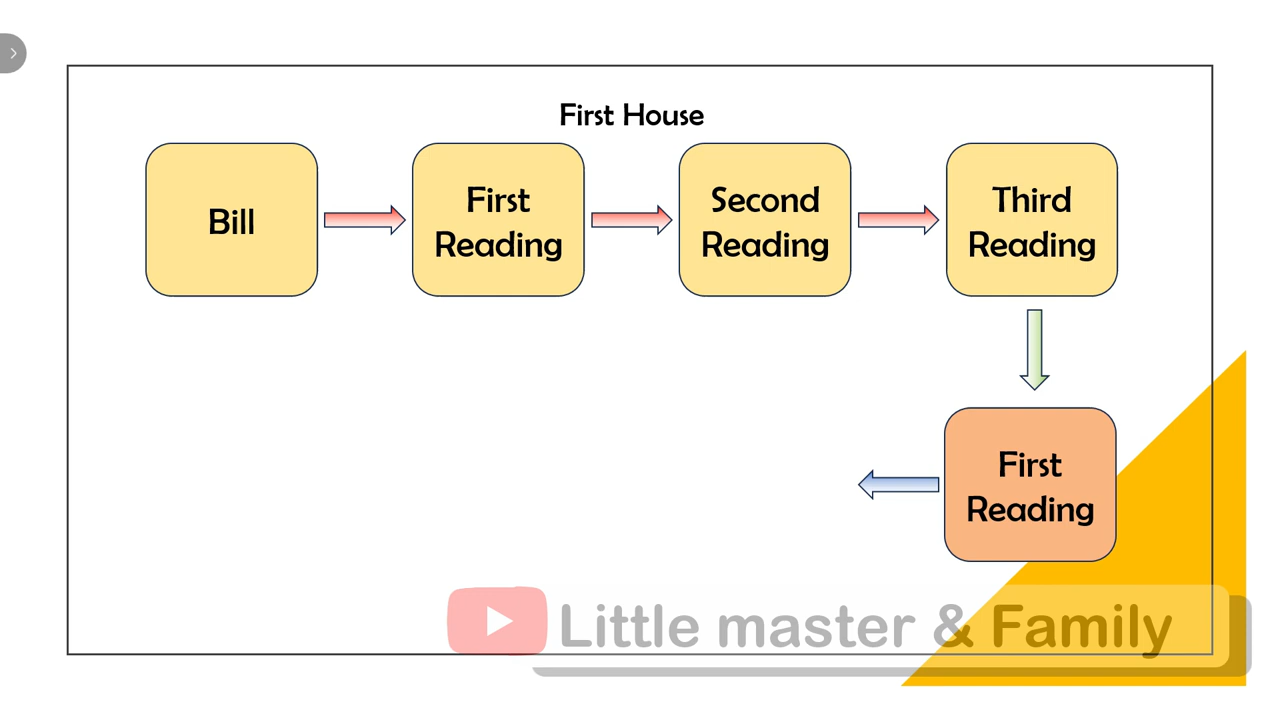 First House
Bill
First
Reading
Second
Reading
Third
Reading
First
Reading
Little master & Family